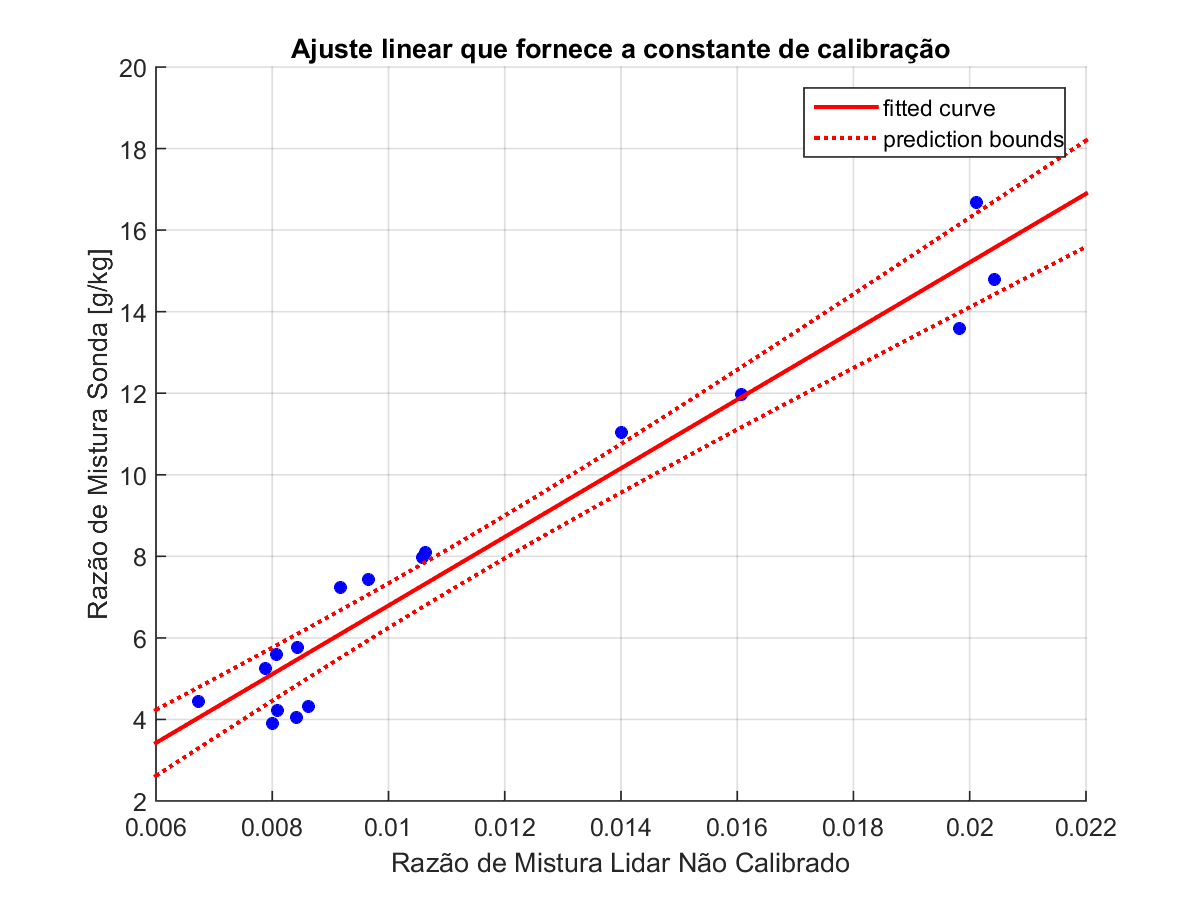 Ajuste linear que fornece a constante de calibração
fitted curve
prediction bounds
20
18
16
14
12
10
8
6
4
2
Razão de Mistura Sonda [g/kg]
0.006 0.008 0.01 0.012 0.014 0.016 0.018 0.02 0.022
Razão de Mistura Lidar Não Calibrado